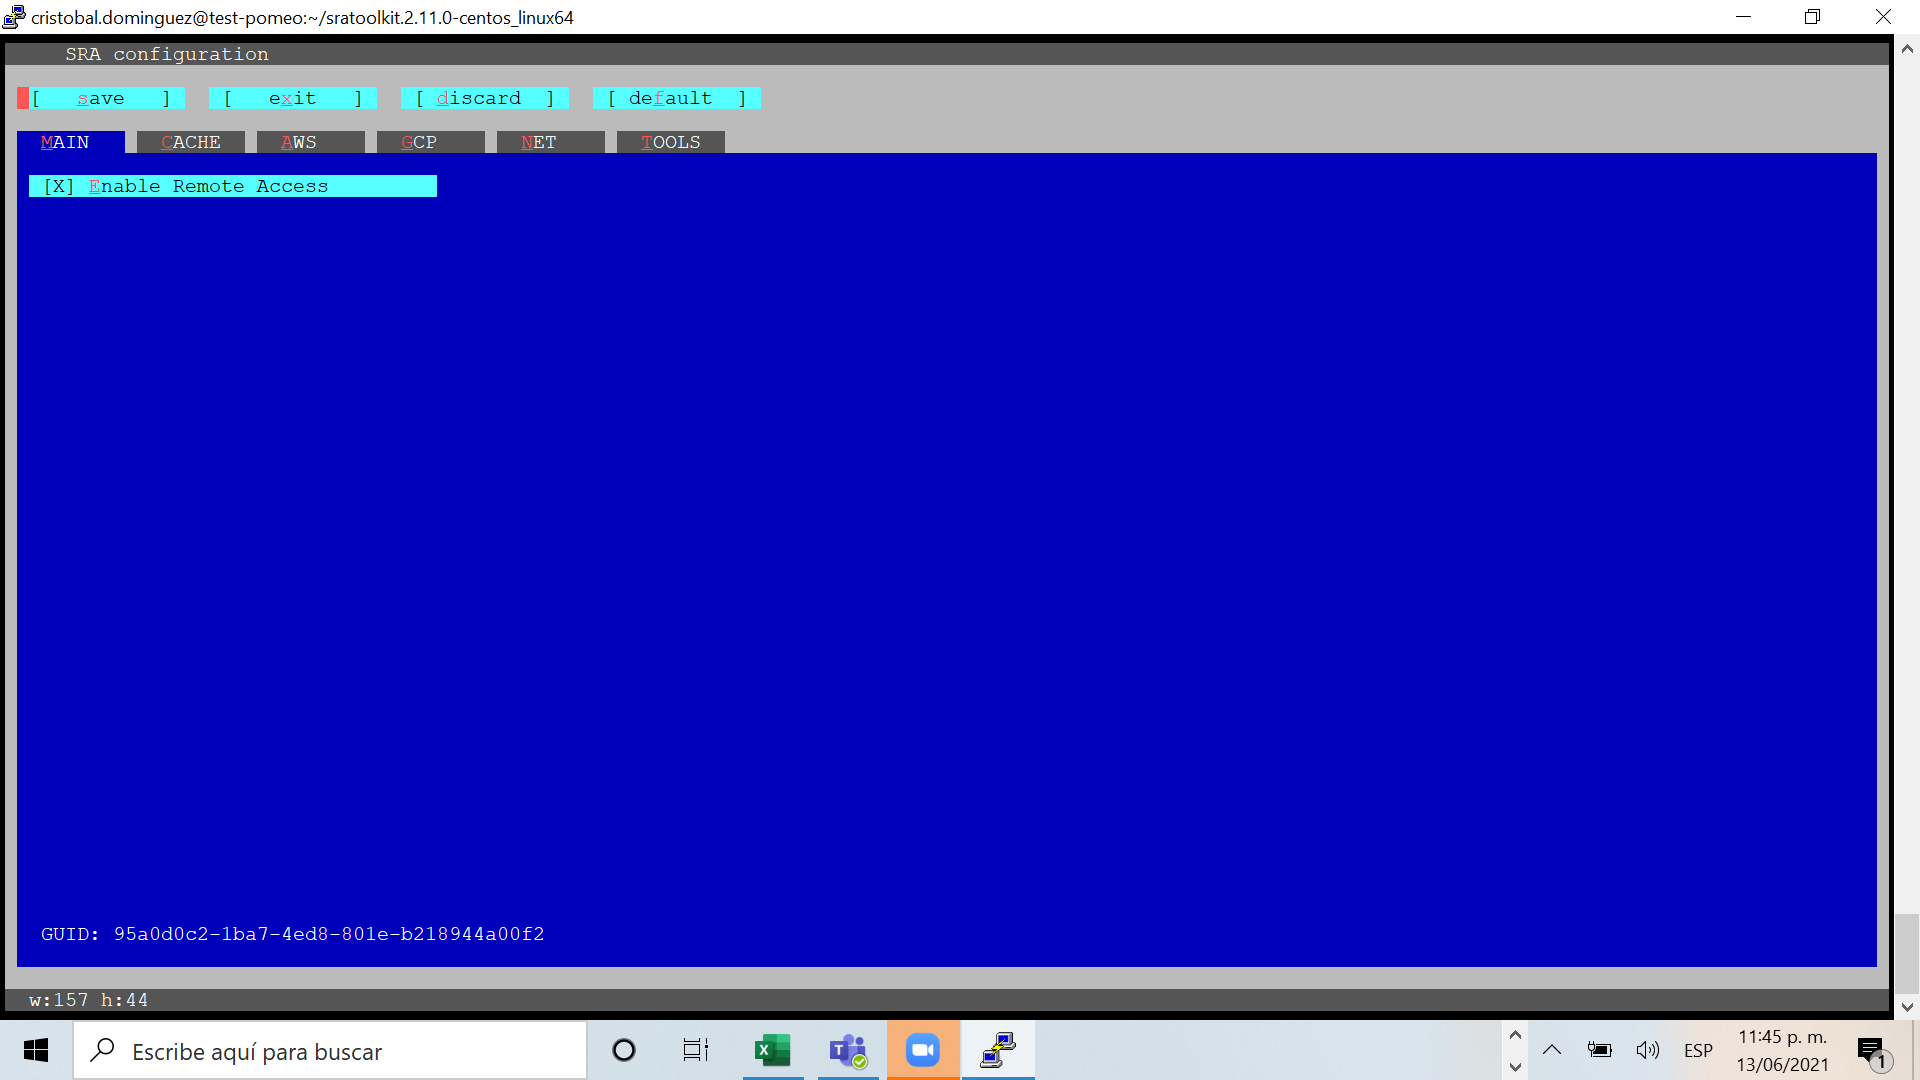 cristobal.dominguez@test-pomeo:~/sratoolkit.2.11.0-centos_linux64
SRA configuration
[ save ] [ exit ] [ discard ] [ default ]
MAIN CACHE AWS GCP NET TOOLS
[X] Enable Remote Access
GUID: 95a0d0c2-1ba7-4ed8-801e-b218944a00f2
w:157 h:44
Escribe aquí para buscar
ESP
11:45 p. m.
13/06/2021
1